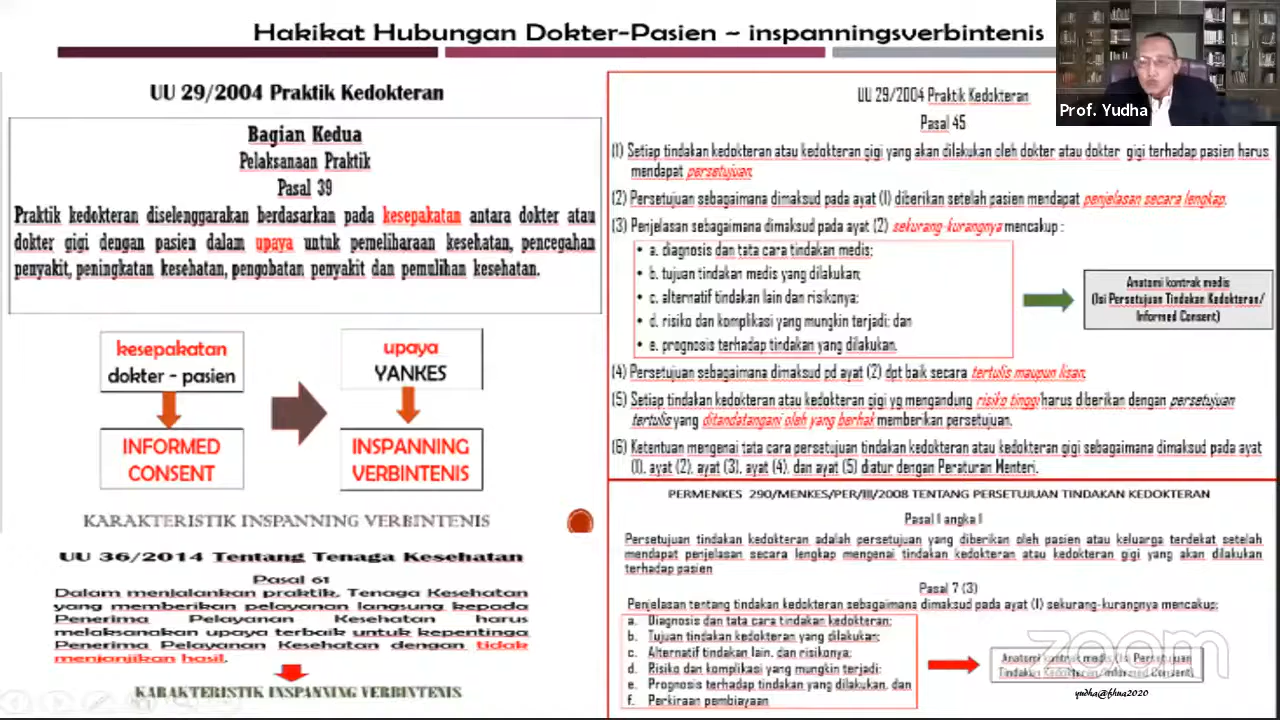 Hakikat Hubungan Dokter-Pasien – inspanningsverbintenis
UU 29/2004 Praktik Kedokteran
Bagian Kedua
Pelaksanaan Praktik
Pasal 39
Praktik kedokteran diselenggarakan berdasarkan pada kesepakatan antara dokter atau
dokter gigi dengan pasien dalam upaya untuk pemeliharaan kesehatan, pencegahan
penyakit, peningkatan kesehatan, pengobatan penyakit dan pemulihan kesehatan.
kesepakatan
dokter - pasien
INFORMED
CONSENT
upaya
YANKES
INSPANNING
VERBINTENIS
KARAKTERISTIK INSPANNING VERBINTENIS
UU 36/2014 Tentang Tenaga Kesehatan
Pasal 61
Dalam menjalankan praktik, Tenaga Kesehatan
yang memberikan pelayanan langsung kepada
Penerima Pelayanan Kesehatan harus
melaksanakan upaya terbaik untuk kepentinga
Penerima Pelayanan Kesehatan dengan tidak
menjanjikan hasil.
KARAKTERISTIK INSPANNING VERBINTENIS
UU 29/2004 Praktik Kedokteran
Pasal 45
(1) Setiap tindakan kedokteran atau kedokteran gigi yang akan dilakukan oleh dokter atau dokter gigi terhadap pasien harus
mendapat persetujuan.
(2) Persetujuan sebagaimana dimaksud pada ayat (1) diberikan setelah pasien mendapat penjelasan secara lengkap.
(3) Penjelasan sebagaimana dimaksud pada ayat (2) sekurang-kurangnya mencakup :
• a. diagnosis dan tata cara tindakan medis;
• b. tujuan tindakan medis yang dilakukan;
• c. alternatif tindakan lain dan risikonya;
• d. risiko dan komplikasi yang mungkin terjadi; dan
• e. prognosis terhadap tindakan yang dilakukan.
Anatomi kontrak medis
(Isi Persetujuan Tindakan Kedokteran/
Informed Consent)
(4) Persetujuan sebagaimana dimaksud pd ayat (2) dpt baik secara tertulis maupun lisan.
(5) Setiap tindakan kedokteran atau kedokteran gigi yg mengandung risiko tinggi harus diberikan dengan persetujuan
tertulis yang ditandatangani oleh yang berhak memberikan persetujuan.
(6) Ketentuan mengenai tata cara persetujuan tindakan kedokteran atau kedokteran gigi sebagaimana dimaksud pada ayat
(1), ayat (2), ayat (3), ayat (4), dan ayat (5) diatur dengan Peraturan Menteri.
PERMENKES 290/MENKES/PER/III/2008 TENTANG PERSETUJUAN TINDAKAN KEDOKTERAN
Pasal 1 angka 1
Persetujuan tindakan kedokteran adalah persetujuan yang diberikan oleh pasien atau keluarga terdekat setelah
mendapat penjelasan secara lengkap mengenai tindakan kedokteran atau kedokteran gigi yang akan dilakukan
terhadap pasien
Pasal 7 (3)
Penjelasan tentang tindakan kedokteran sebagaimana dimaksud pada ayat (1) sekurang-kurangnya mencakup:
a. Diagnosis dan tata cara tindakan kedokteran;
b. Tujuan tindakan kedokteran yang dilakukan;
c. Alternatif tindakan lain, dan risikonya;
d. Risiko dan komplikasi yang mungkin terjadi;
e. Prognosis terhadap tindakan yang dilakukan, dan
f. Perkiraan pembiayaan
Anatomi kontrak medis (Isi Persetujuan
Tindakan Kedokteran/Informed Consent)
zoom
yudha@fhua2020
Prof. Yudha